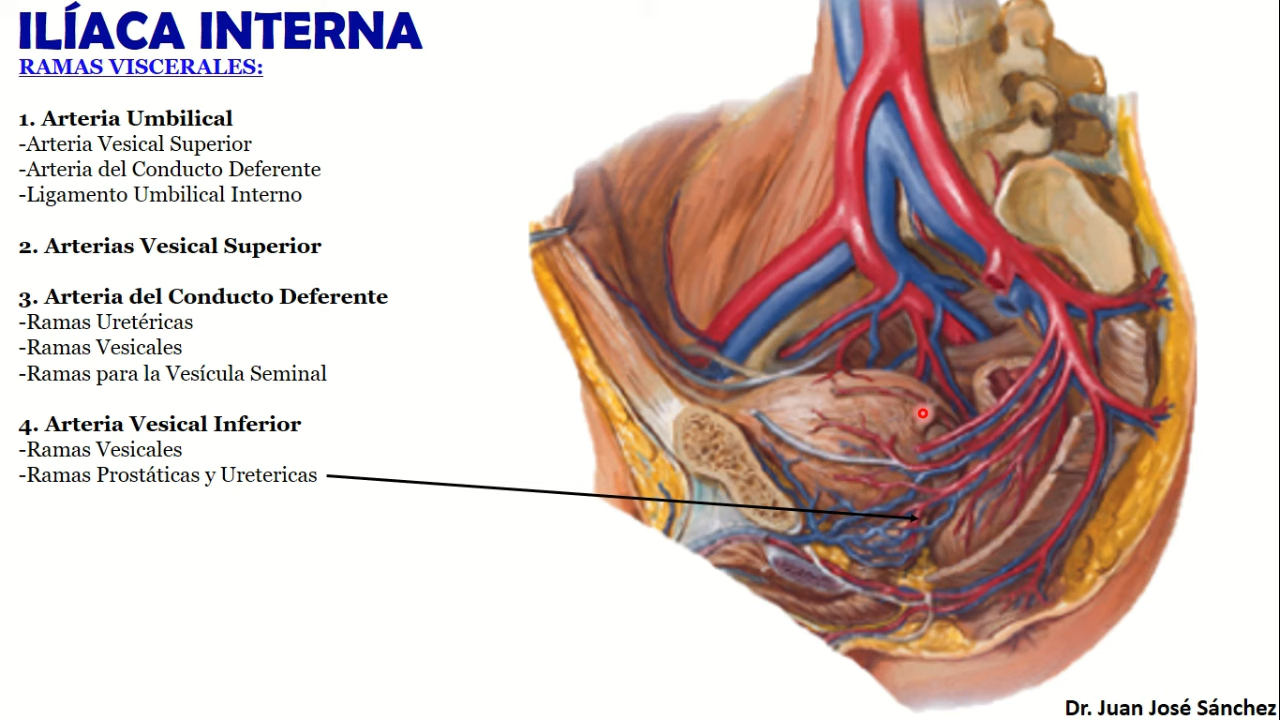 ILÍACA INTERNA
RAMAS VISCERALES:
1. Arteria Umbilical
-Arteria Vesical Superior
-Arteria del Conducto Deferente
-Ligamento Umbilical Interno
2. Arterias Vesical Superior
3. Arteria del Conducto Deferente
-Ramas Uretéricas
-Ramas Vesicales
-Ramas para la Vesícula Seminal
4. Arteria Vesical Inferior
-Ramas Vesicales
-Ramas Prostáticas y Uretericas
Dr. Juan José Sánchez